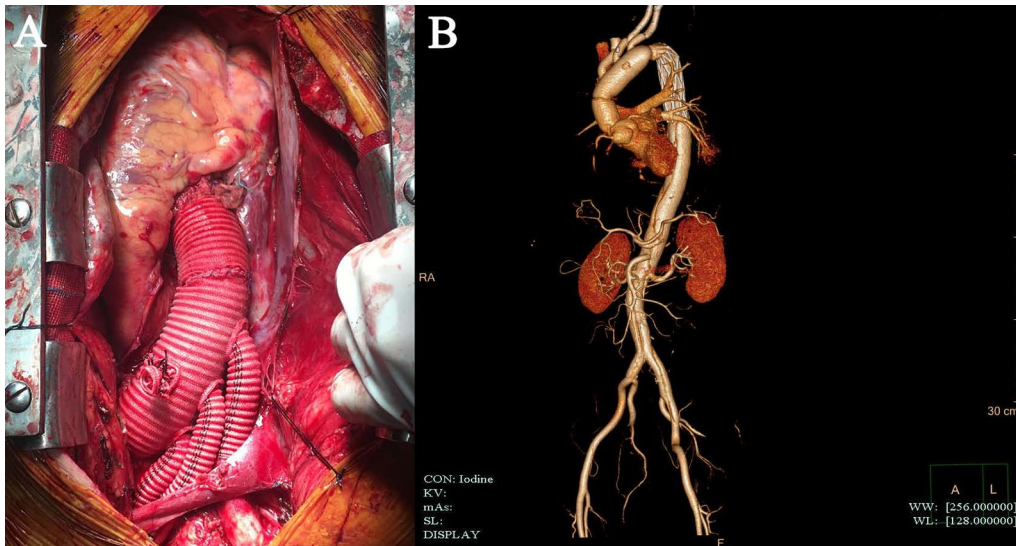 A
B
RA
30 cm
CON: Iodine
KV:
mAs:
SL:
DISPLAY
A L
WW: [256.000000]
WL: [128.000000]
F